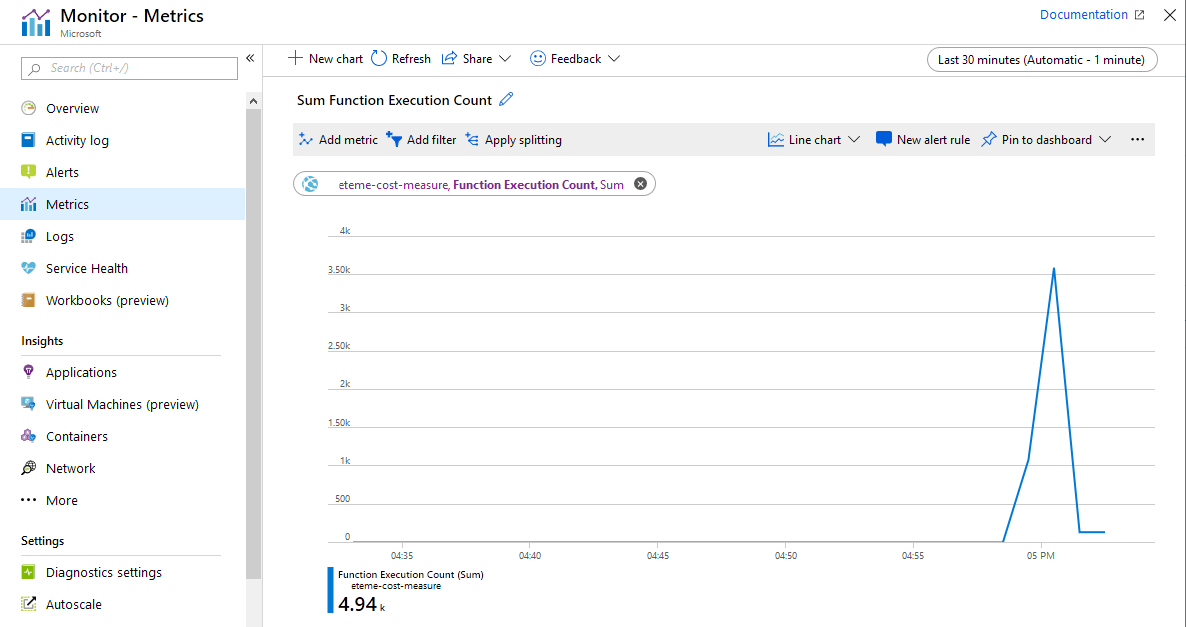 Monitor - Metrics
Microsoft
Documentation
Search (Ctrl+/)
Overview
Activity log
Alerts
Metrics
Logs
Service Health
Workbooks (preview)
Insights
Applications
Virtual Machines (preview)
Containers
Network
More
Settings
Diagnostics settings
Autoscale
New chart Refresh Share Feedback Last 30 minutes (Automatic - 1 minute)
Sum Function Execution Count
Add metric Add filter Apply splitting Line chart New alert rule Pin to dashboard
eteme-cost-measure, Function Execution Count, Sum
4k
3.50k
3k
2.50k
2k
1.50k
1k
500
0
04:35 04:40 04:45 04:50 04:55 05 PM
Function Execution Count (Sum)
eteme-cost-measure
4.94 k